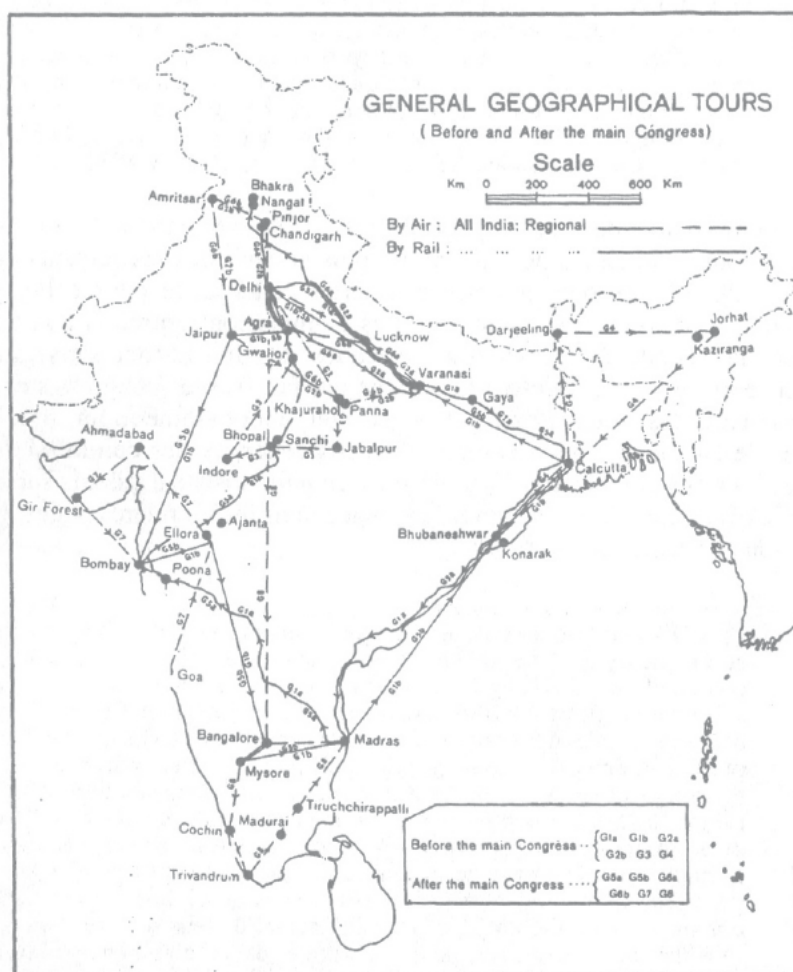 GENERAL GEOGRAPHICAL TOURS
(Before and After the main Congress)
Scale
Km 0 200 400 600 Km
By Air : All India: Regional
By Rail : ... ... ... ...
Amritsar
Bhakra
Nangal
Pinjor
Chandigarh
Delhi
Agra
Jaipur
Gwalior
Lucknow
Darjeeling
Jorhat
Kaziranga
Varanasi
Gaya
Khajuraho
Panna
Ahmadabad
Bhopal
Sanchi
Jabalpur
Indore
Calcutta
Gir Forest
Ajanta
Ellora
Bhubaneshwar
Konarak
Bombay
Poona
Goa
Bangalore
Madras
Mysore
Tiruchchirappalli
Madurai
Cochin
Trivandrum
Before the main Congress ... G1a G1b G2a
G2b G3 G4
After the main Congress ... G5a G5b G6a
G6b G7 G8